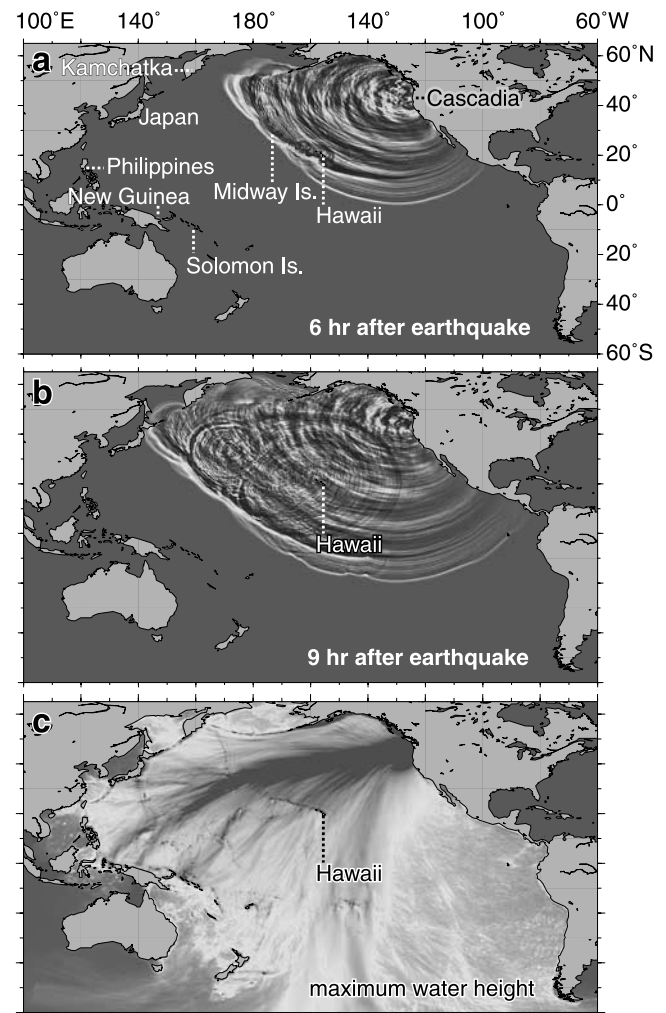 100°E 140° 180° 140° 100° 60°W
a
60°N
Kamchatka
Cascadia
40°
Japan
20°
Philippines
Midway Is.
New Guinea
0°
Hawaii
20°
Solomon Is.
40°
6 hr after earthquake
60°S
b
Hawaii
9 hr after earthquake
c
Hawaii
maximum water height